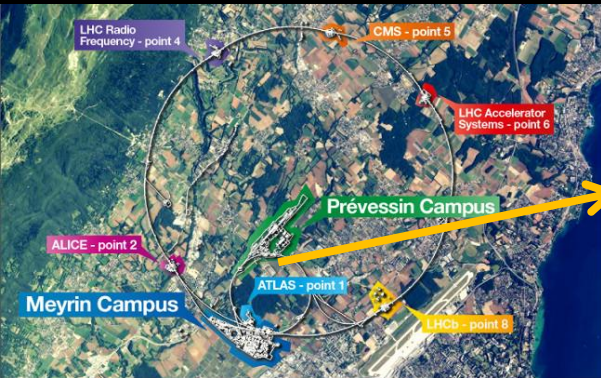 LHC Radio
Frequency - point 4
CMS - point 5
LHC Accelerator
Systems - point 6
Prévessin Campus
ALICE - point 2
ATLAS - point 1
Meyrin Campus
LHCb - point 8